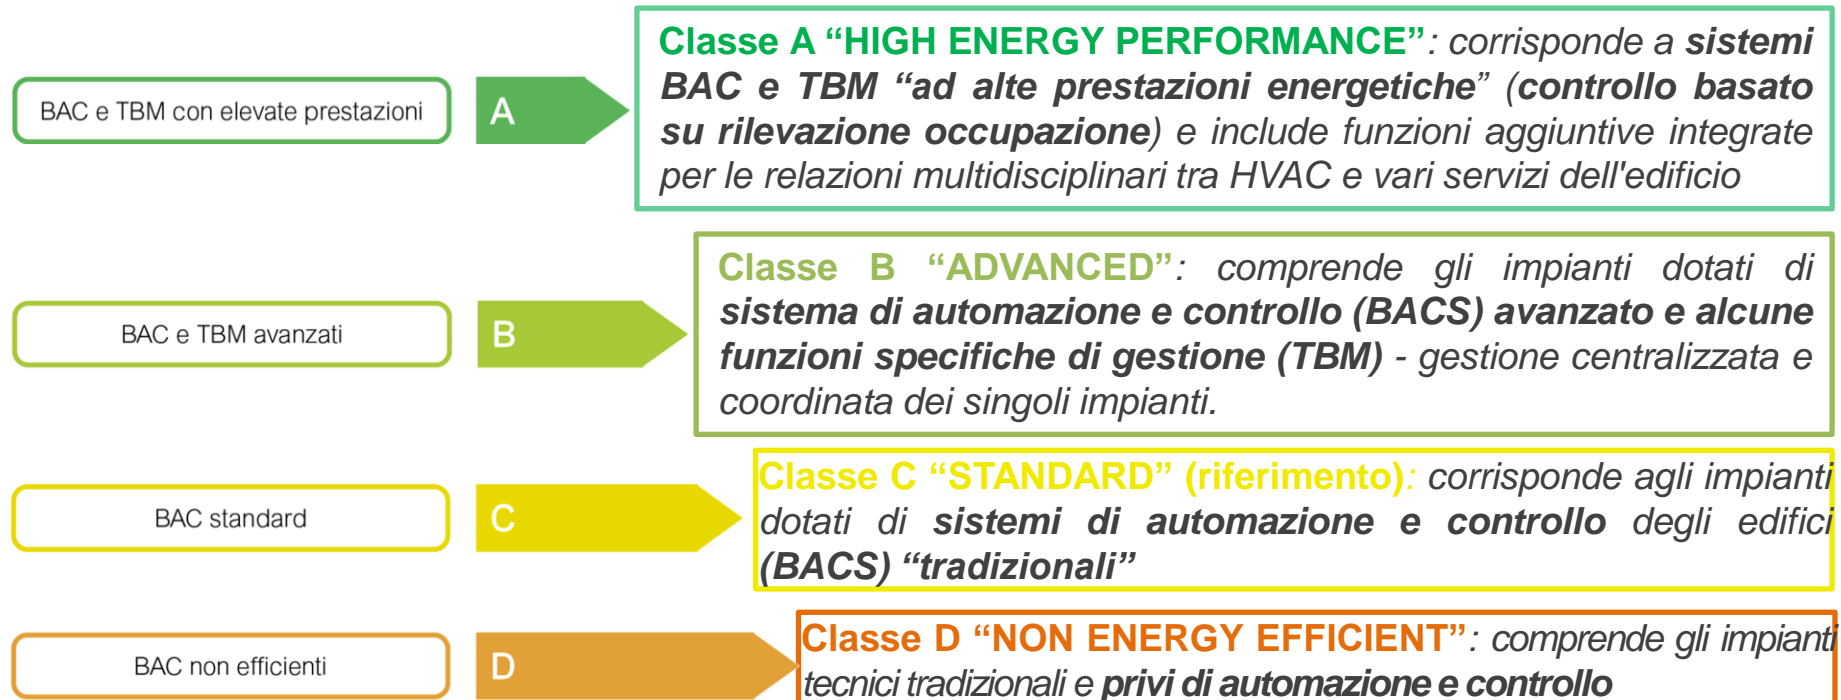 BAC e TBM con elevate prestazioni
A
Classe A “HIGH ENERGY PERFORMANCE”: corrisponde a sistemi
BAC e TBM “ad alte prestazioni energetiche” (controllo basato
su rilevazione occupazione) e include funzioni aggiuntive integrate
per le relazioni multidisciplinari tra HVAC e vari servizi dell'edificio
BAC e TBM avanzati
B
Classe B “ADVANCED”: comprende gli impianti dotati di
sistema di automazione e controllo (BACS) avanzato e alcune
funzioni specifiche di gestione (TBM) - gestione centralizzata e
coordinata dei singoli impianti.
BAC standard
C
Classe C “STANDARD” (riferimento): corrisponde agli impianti
dotati di sistemi di automazione e controllo degli edifici
(BACS) “tradizionali”
BAC non efficienti
D
Classe D “NON ENERGY EFFICIENT”: comprende gli impianti
tecnici tradizionali e privi di automazione e controllo